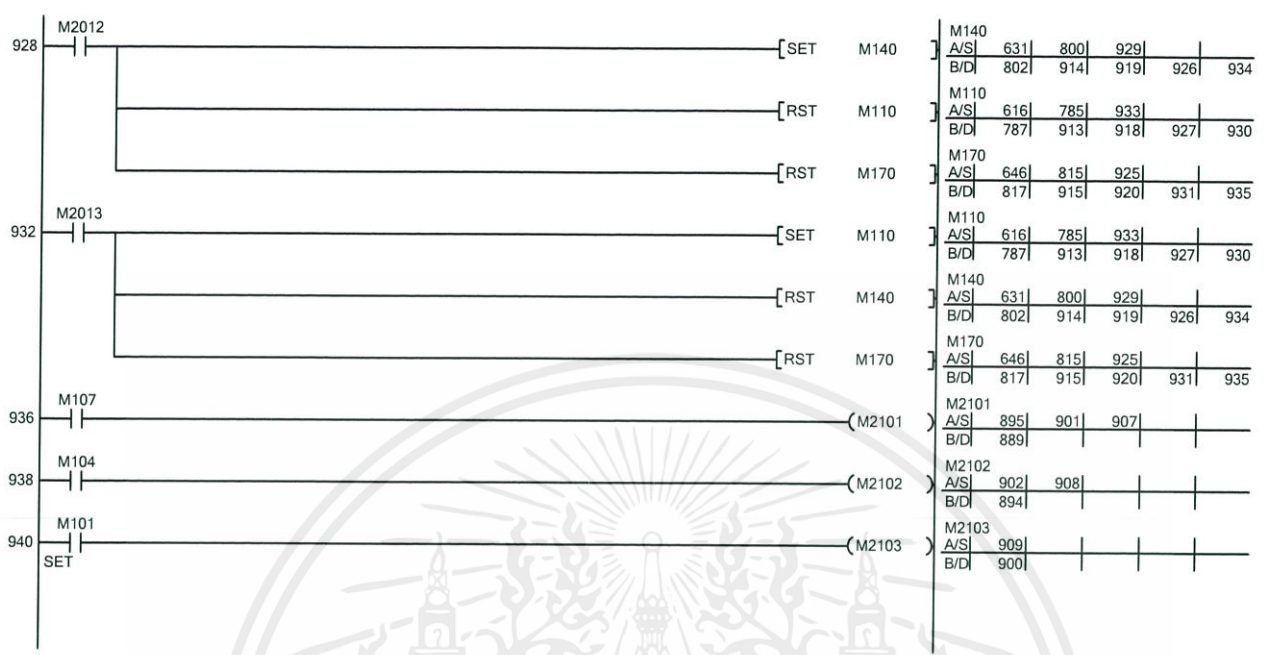 M2012
928 [SET M140 ]
M140
A/S 631 800 929
B/D 802 914 919 926 934
[RST M110 ]
M110
A/S 616 785 933
B/D 787 913 918 927 930
[RST M170 ]
M170
A/S 646 815 925
B/D 817 915 920 931 935
M2013
932 [SET M110 ]
M110
A/S 616 785 933
B/D 787 913 918 927 930
[RST M140 ]
M140
A/S 631 800 929
B/D 802 914 919 926 934
[RST M170 ]
M170
A/S 646 815 925
B/D 817 915 920 931 935
M107
936 (M2101 )
M2101
A/S 895 901 907
B/D 889
M104
938 (M2102 )
M2102
A/S 902 908
B/D 894
M101
940 (M2103 )
SET
M2103
A/S 909
B/D 900